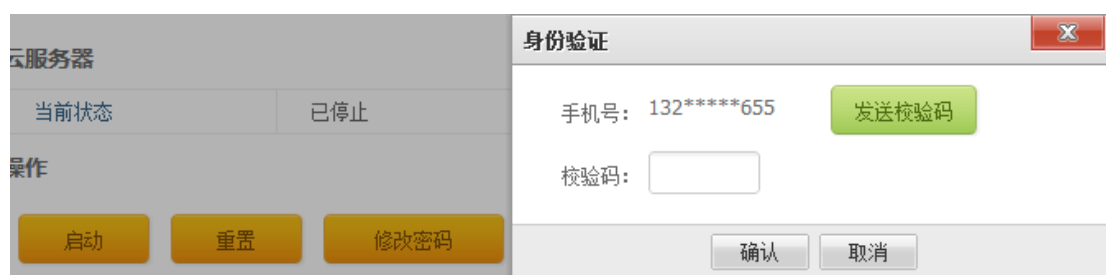 云服务器
当前状态 已停止
操作
启动 重置 修改密码
身份验证
手机号: 132*****655 发送校验码
校验码:
确认 取消